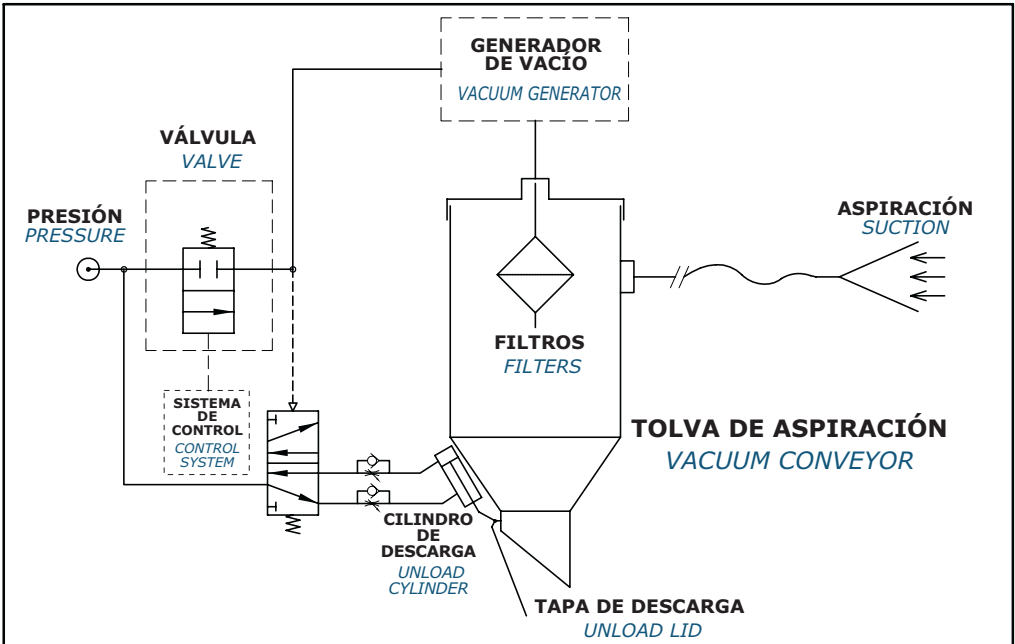 GENERADOR
DE VACÍO
VACUUM GENERATOR
VÁLVULA
VALVE
PRESIÓN
PRESSURE
ASPIRACIÓN
SUCTION
FILTROS
FILTERS
SISTEMA
DE
CONTROL
CONTROL
SYSTEM
TOLVA DE ASPIRACIÓN
VACUUM CONVEYOR
CILINDRO
DE
DESCARGA
UNLOAD
CYLINDER
TAPA DE DESCARGA
UNLOAD LID